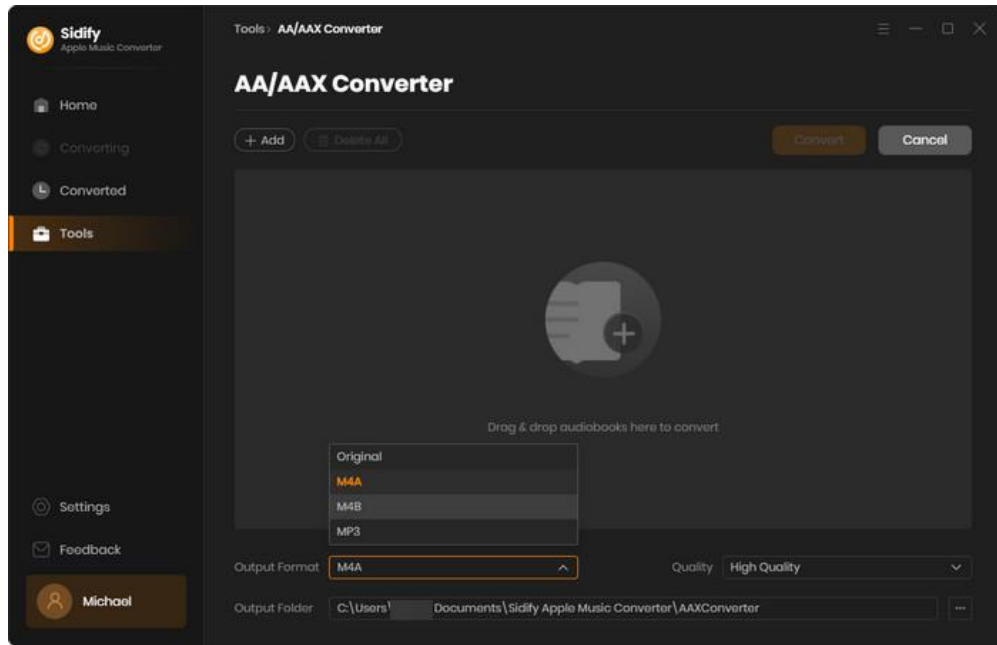 Sidify
Apple Music Converter
Home
Converting
Converted
Tools
Settings
Feedback
Michael
Tools › AA/AAX Converter
AA/AAX Converter
+ Add
Delete All
Convert
Cancel
Drag & drop audiobooks here to convert
Original
M4A
M4B
MP3
Output Format M4A
Quality High Quality
Output Folder C:\Users\ Documents\Sidify Apple Music Converter\AAXConverter
...